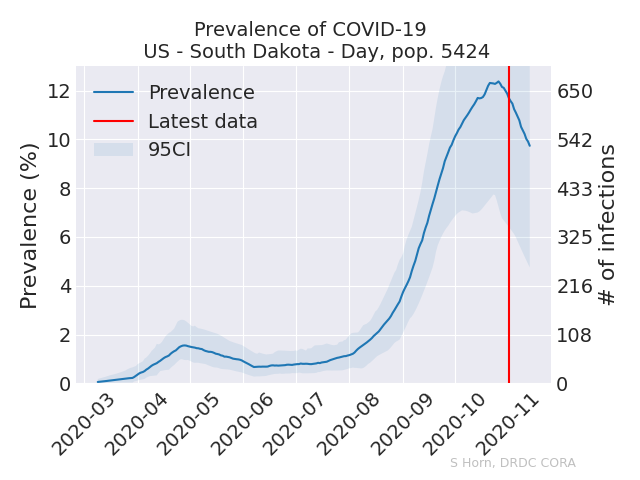 Prevalence of COVID-19
US - South Dakota - Day, pop. 5424
Prevalence
Latest data
95CI
Prevalence (%)
12
10
8
6
4
2
0
650
542
433
325
216
108
0
# of infections
2020-03
2020-04
2020-05
2020-06
2020-07
2020-08
2020-09
2020-10
2020-11
S Horn, DRDC CORA